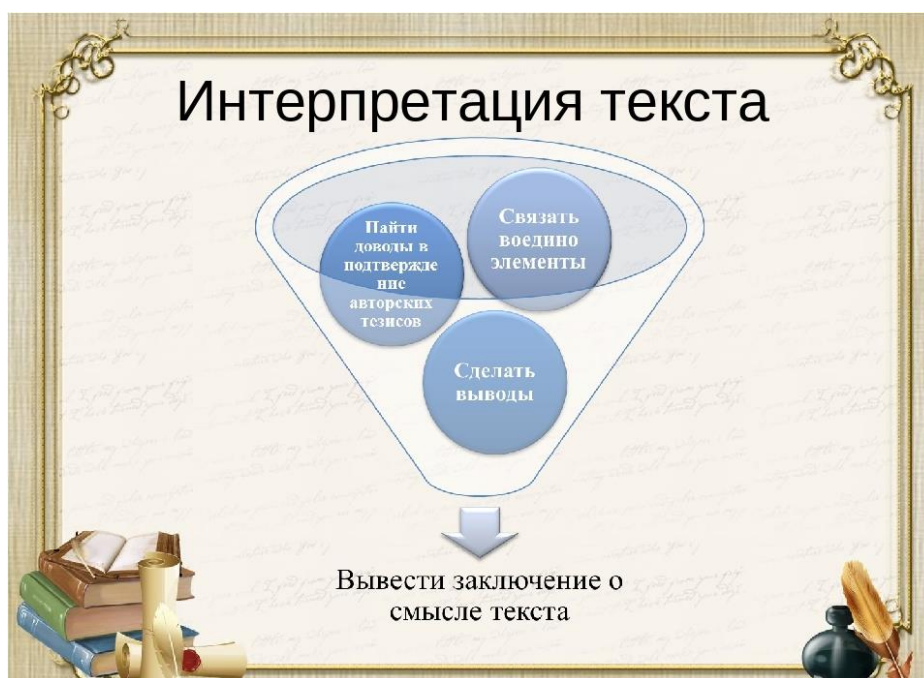 Интерпретация текста
Найти
доводы в
подтвержде
ние
авторских
тезисов
Связать
воедино
элементы
Сделать
выводы
Вывести заключение о
смысле текста